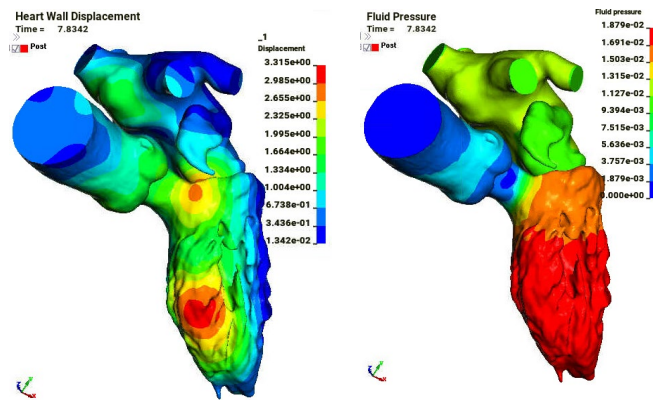 Heart Wall Displacement
Time = 7.8342
Post
_1
Displacement
3.315e+00
2.985e+00
2.655e+00
2.325e+00
1.995e+00
1.664e+00
1.334e+00
1.004e+00
6.738e-01
3.436e-01
1.342e-02
Fluid Pressure
Time = 7.8342
Post
Fluid pressure
1.879e-02
1.691e-02
1.503e-02
1.315e-02
1.127e-02
9.394e-03
7.515e-03
5.636e-03
3.757e-03
1.879e-03
0.000e+00